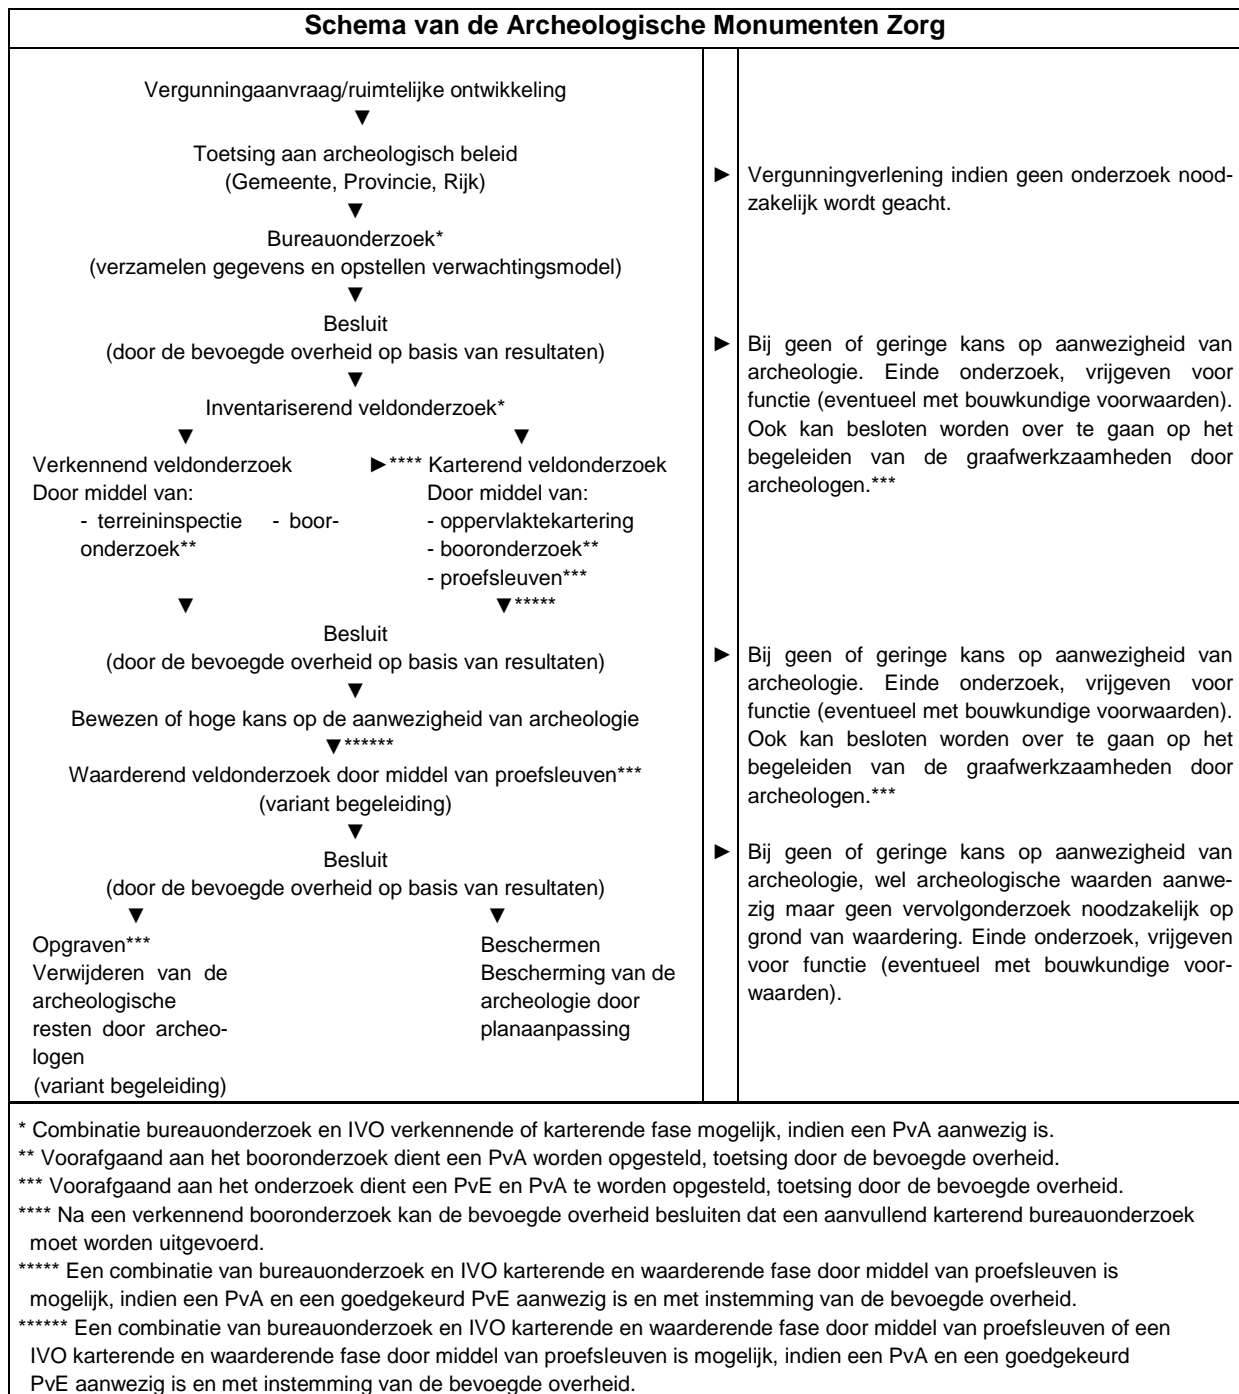 Schema van de Archeologische Monumenten Zorg
Vergunningaanvraag/ruimtelijke ontwikkeling
▼
Toetsing aan archeologisch beleid
(Gemeente, Provincie, Rijk)
▼
► Vergunningverlening indien geen onderzoek nood-
zakelijk wordt geacht.
Bureauonderzoek*
(verzamelen gegevens en opstellen verwachtingsmodel)
▼
Besluit
(door de bevoegde overheid op basis van resultaten)
▼
► Bij geen of geringe kans op aanwezigheid van
archeologie. Einde onderzoek, vrijgeven voor
functie (eventueel met bouwkundige voorwaarden).
Ook kan besloten worden over te gaan op het
begeleiden van de graafwerkzaamheden door
archeologen.***
Inventariserend veldonderzoek*
▼ ▼
Verkennend veldonderzoek
Door middel van:
- terreininspectie - boor-
onderzoek**
▼
►**** Karterend veldonderzoek
Door middel van:
- oppervlaktekartering
- booronderzoek**
- proefsleuven***
▼*****
Besluit
(door de bevoegde overheid op basis van resultaten)
▼
► Bij geen of geringe kans op aanwezigheid van
archeologie. Einde onderzoek, vrijgeven voor
functie (eventueel met bouwkundige voorwaarden).
Ook kan besloten worden over te gaan op het
begeleiden van de graafwerkzaamheden door
archeologen.***
Bewezen of hoge kans op de aanwezigheid van archeologie
▼******
Waarderend veldonderzoek door middel van proefsleuven***
(variant begeleiding)
▼
Besluit
(door de bevoegde overheid op basis van resultaten)
► Bij geen of geringe kans op aanwezigheid van
archeologie, wel archeologische waarden aanwe-
zig maar geen vervolgonderzoek noodzakelijk op
grond van waardering. Einde onderzoek, vrijgeven
voor functie (eventueel met bouwkundige voor-
waarden).
▼ ▼
Opgraven***
Verwijderen van de
archeologische
resten door archeo-
logen
(variant begeleiding)
Beschermen
Bescherming van de
archeologie door
planaanpassing
* Combinatie bureauonderzoek en IVO verkennende of karterende fase mogelijk, indien een PvA aanwezig is.
** Voorafgaand aan het booronderzoek dient een PvA worden opgesteld, toetsing door de bevoegde overheid.
*** Voorafgaand aan het onderzoek dient een PvE en PvA te worden opgesteld, toetsing door de bevoegde overheid.
**** Na een verkennend booronderzoek kan de bevoegde overheid besluiten dat een aanvullend karterend bureauonderzoek
moet worden uitgevoerd.
***** Een combinatie van bureauonderzoek en IVO karterende en waarderende fase door middel van proefsleuven is
mogelijk, indien een PvA en een goedgekeurd PvE aanwezig is en met instemming van de bevoegde overheid.
****** Een combinatie van bureauonderzoek en IVO karterende en waarderende fase door middel van proefsleuven of een
IVO karterende en waarderende fase door middel van proefsleuven is mogelijk, indien een PvA en een goedgekeurd
PvE aanwezig is en met instemming van de bevoegde overheid.